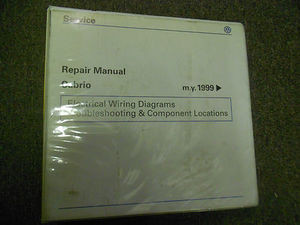 Service
Repair Manual
Cabrio m.y. 1999 ▶
Electrical Wiring Diagrams
Troubleshooting & Component Locations